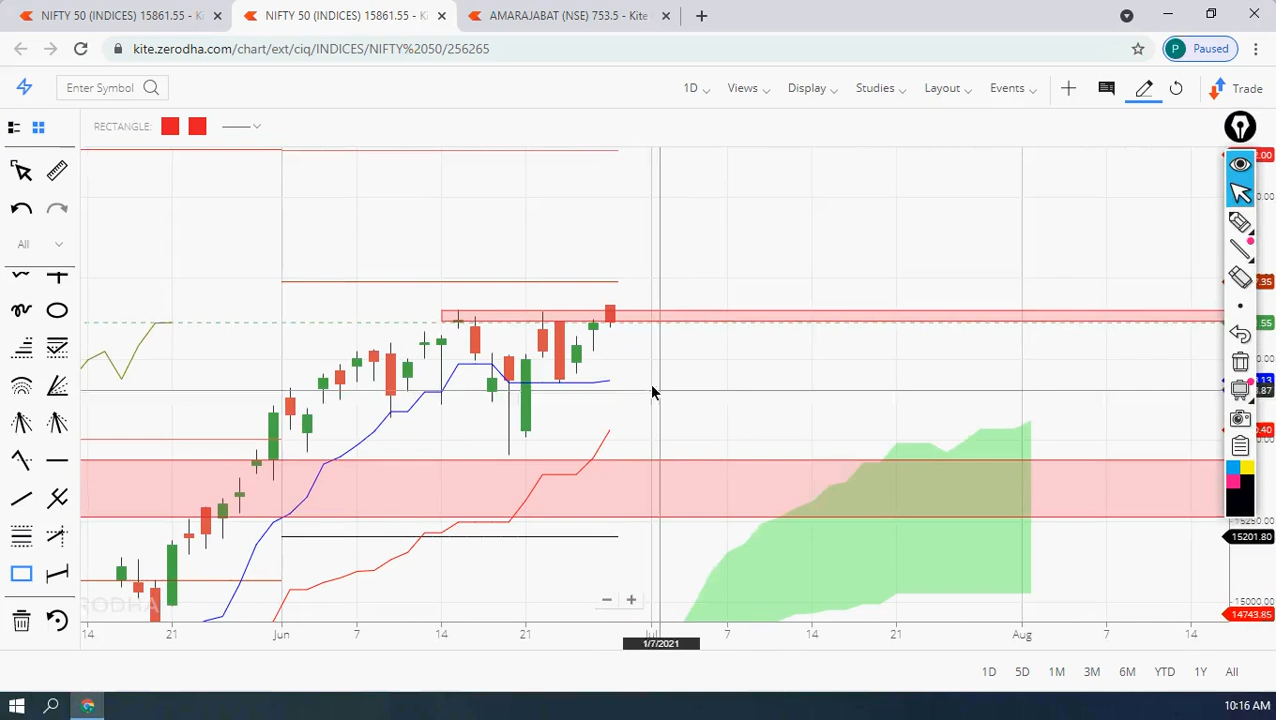 NIFTY 50 (INDICES) 15861.55 - Ki
NIFTY 50 (INDICES) 15861.55 - Ki
AMARAJABAT (NSE) 753.5 - Kite
kite.zerodha.com/chart/ext/ciq/INDICES/NIFTY%2050/256265
P Paused
Enter Symbol
1D Views Display Studies Layout Events Trade
RECTANGLE:
All
15201.80
15000.00
14743.85
14 21 Jun 7 14 21 Jul 7 14 21 Aug 7 14
1/7/2021
1D 5D 1M 3M 6M YTD 1Y All
10:16 AM